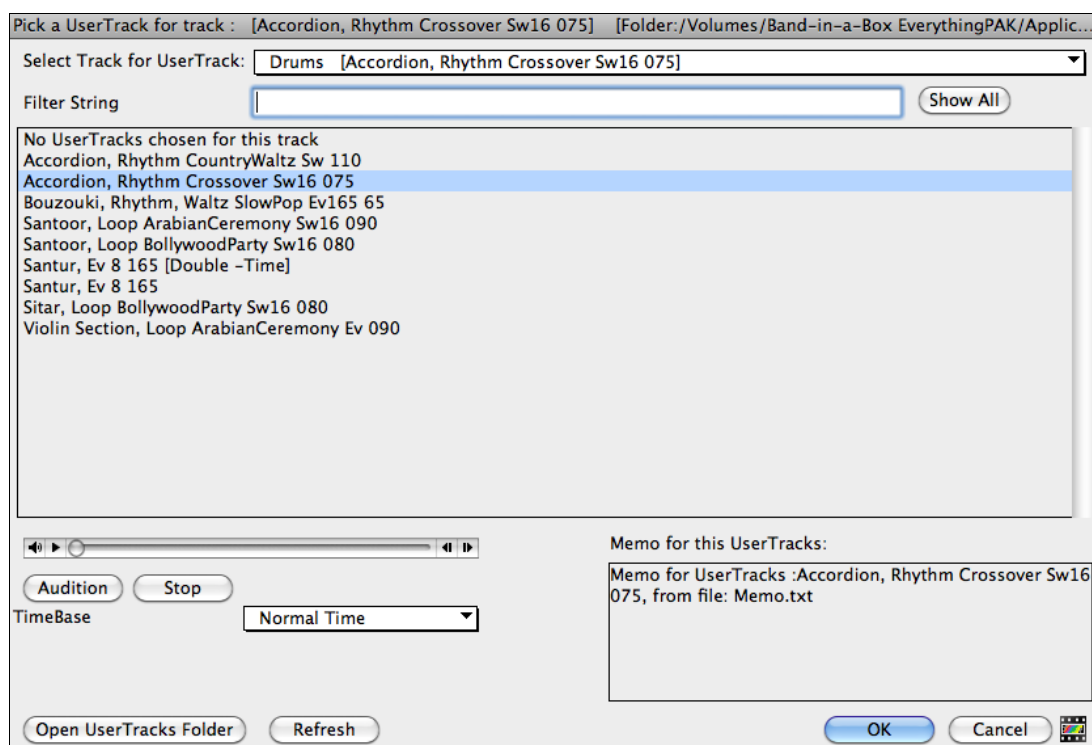 Pick a UserTrack for track :   [Accordion, Rhythm Crossover Sw16 075]   [Folder:/Volumes/Band-in-a-Box EverythingPAK/Applic...
Select Track for UserTrack:  Drums   [Accordion, Rhythm Crossover Sw16 075]
Filter String  Show All
No UserTracks chosen for this track
Accordion, Rhythm CountryWaltz Sw 110
Accordion, Rhythm Crossover Sw16 075
Bouzouki, Rhythm, Waltz SlowPop Ev165 65
Santoor, Loop ArabianCeremony Sw16 090
Santoor, Loop BollywoodParty Sw16 080
Santur, Ev 8 165 [Double -Time]
Santur, Ev 8 165
Sitar, Loop BollywoodParty Sw16 080
Violin Section, Loop ArabianCeremony Ev 090
Audition  Stop
TimeBase  Normal Time
Memo for this UserTracks:
Memo for UserTracks :Accordion, Rhythm Crossover Sw16
075, from file: Memo.txt
Open UserTracks Folder  Refresh  OK  Cancel